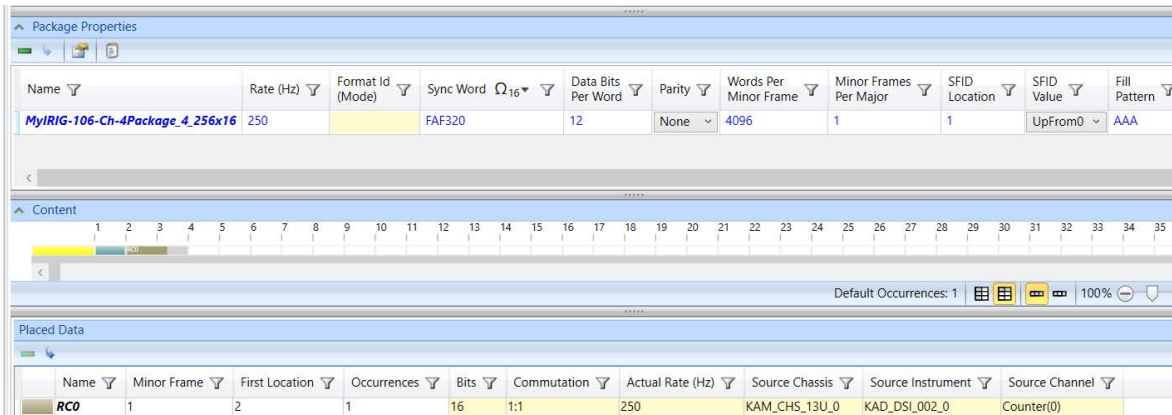 Package Properties
Name Rate (Hz) Format Id (Mode) Sync Word Ω16 Data Bits Per Word Parity Words Per Minor Frame Minor Frames Per Major SFID Location SFID Value Fill Pattern
MyIRIG-106-Ch-4Package_4_256x16 250 FAF320 12 None 4096 1 1 UpFrom0 AAA
Content
1 2 3 4 5 6 7 8 9 10 11 12 13 14 15 16 17 18 19 20 21 22 23 24 25 26 27 28 29 30 31 32 33 34 35
RC0
Default Occurrences: 1 100%
Placed Data
Name Minor Frame First Location Occurrences Bits Commutation Actual Rate (Hz) Source Chassis Source Instrument Source Channel
RC0 1 2 1 16 1:1 250 KAM_CHS_13U_0 KAD_DSI_002_0 Counter(0)